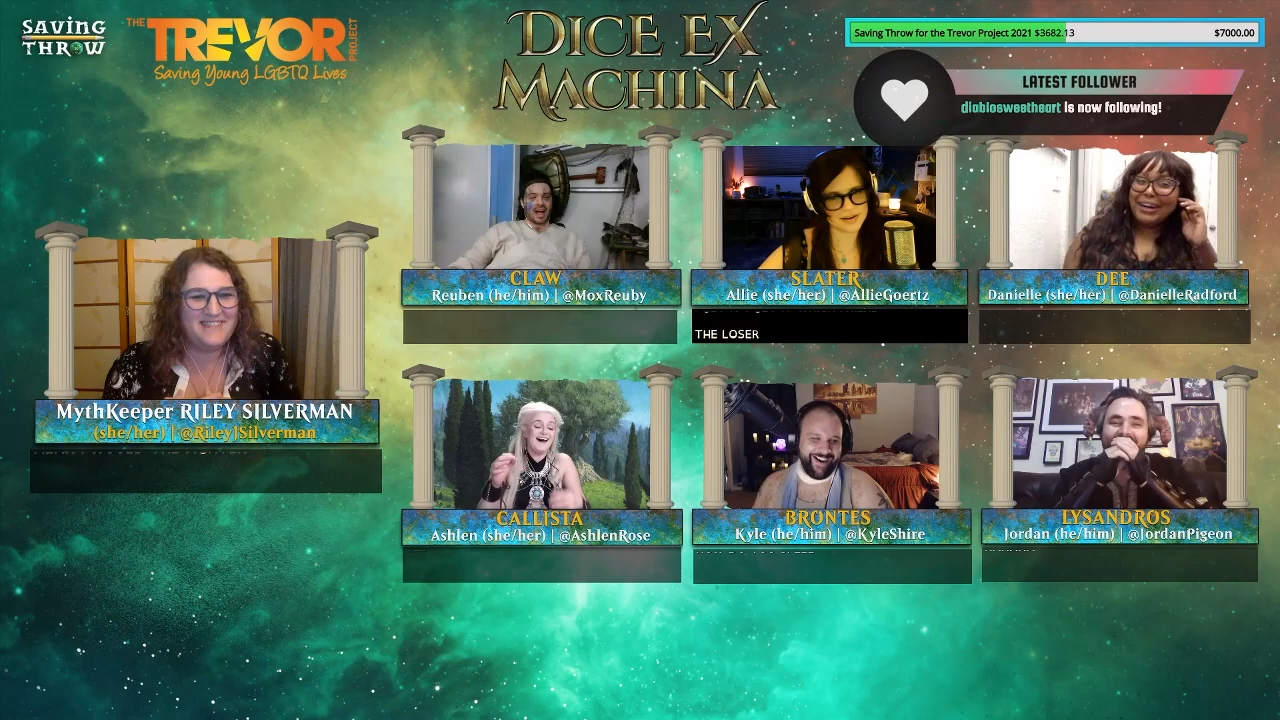 SAVING
THROW
THE TREVOR PROJECT
Saving Young LGBTQ Lives
DICE EX
MACHINA
Saving Throw for the Trevor Project 2021 $3682.13 $7000.00
LATEST FOLLOWER
diablosweetheart is now following!
CLAW
Reuben (he/him) | @MoxReuby
SLATER
Allie (she/her) | @AllieGoertz
THE LOSER
DEE
Danielle (she/her) | @DanielleRadford
MythKeeper RILEY SILVERMAN
(she/her) | @RileyJSilverman
CALLISTA
Ashlen (she/her) | @AshlenRose
BRONTES
Kyle (he/him) | @KyleShire
LYSANDROS
Jordan (he/him) | @JordanPigeon